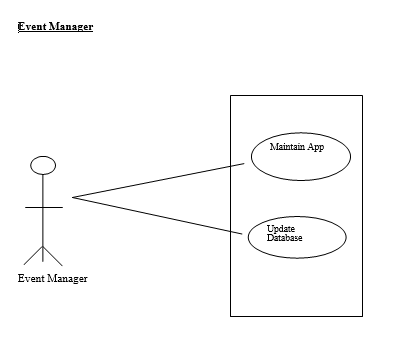 Event Manager
Maintain App
Update
Database
Event Manager